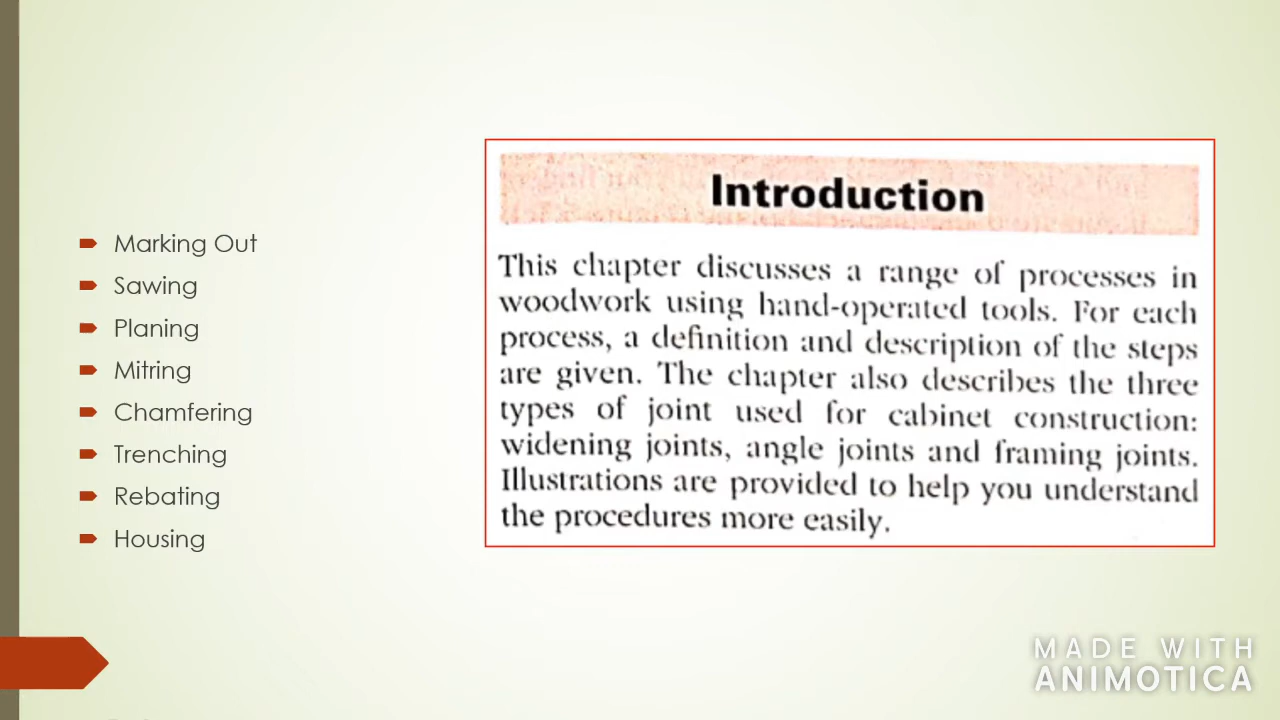 Marking Out
Sawing
Planing
Mitring
Chamfering
Trenching
Rebating
Housing
Introduction
This chapter discusses a range of processes in
woodwork using hand-operated tools. For each
process, a definition and description of the steps
are given. The chapter also describes the three
types of joint used for cabinet construction:
widening joints, angle joints and framing joints.
Illustrations are provided to help you understand
the procedures more easily.
MADE WITH
ANIMOTICA